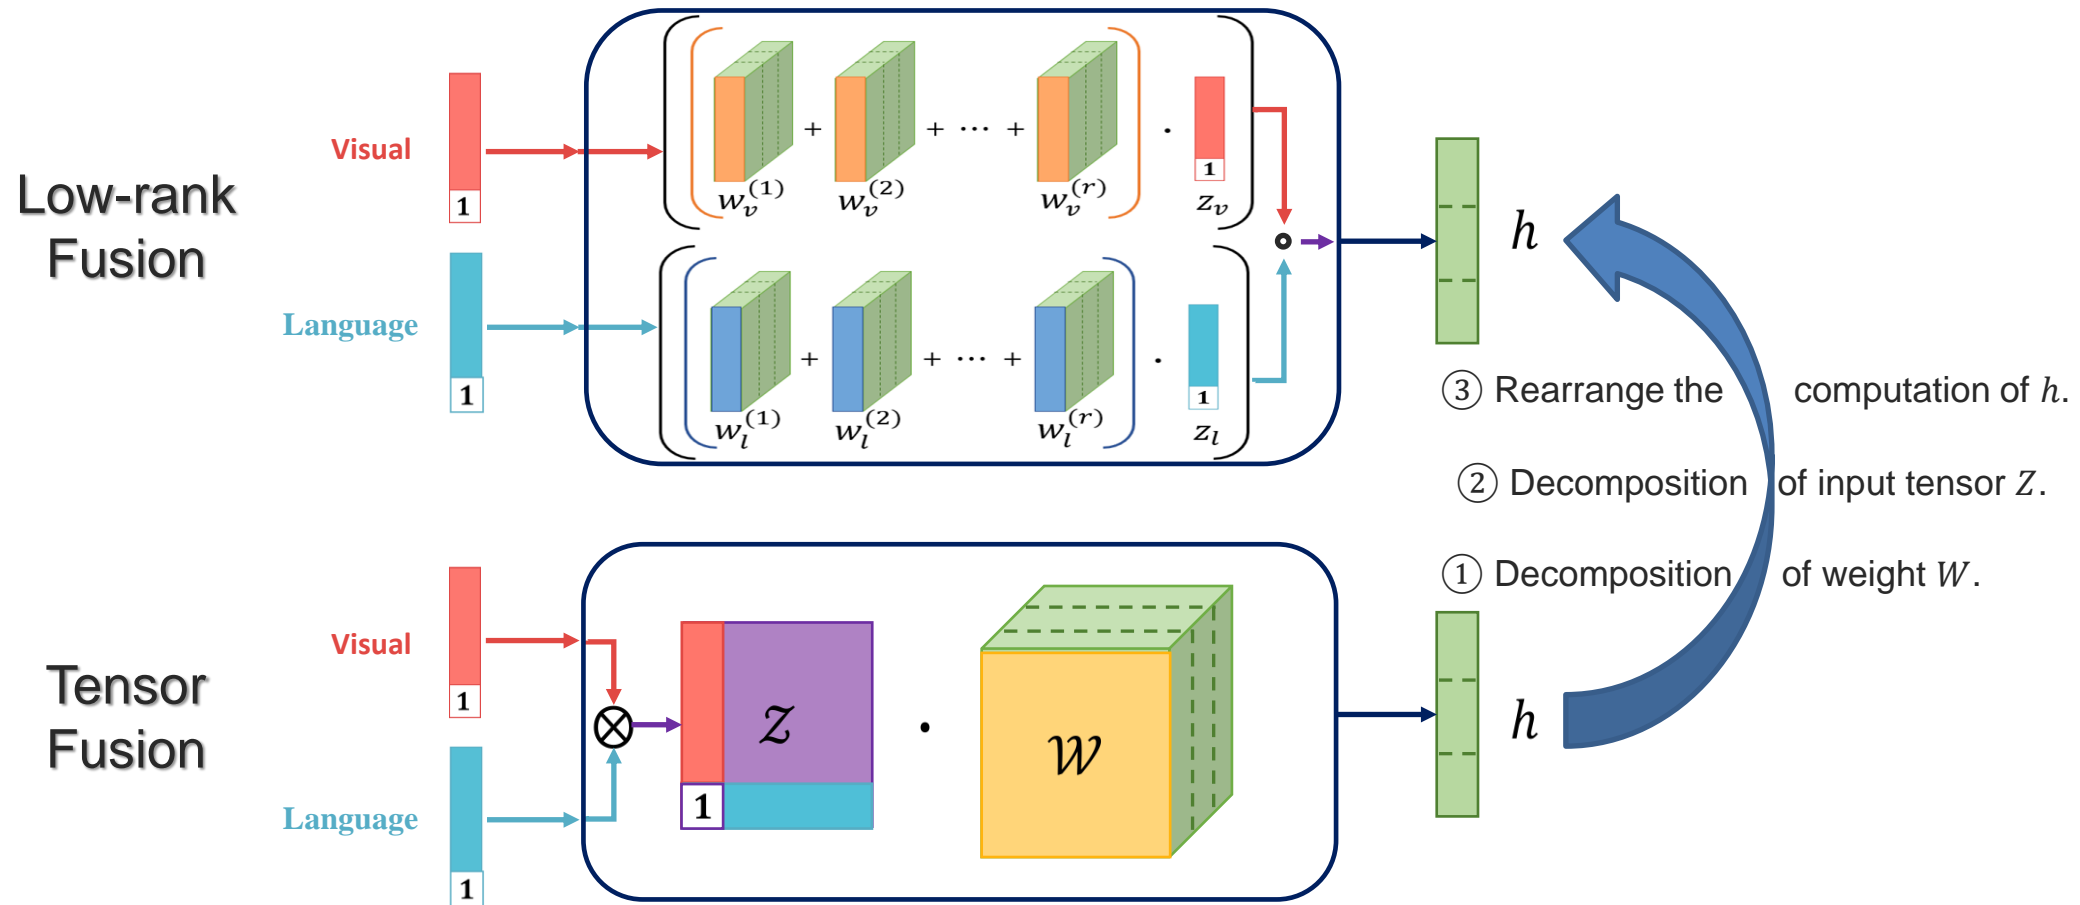 Low-rank
Fusion
Visual
1
Language
1
w_v^{(1)} + w_v^{(2)} + ⋯ + w_v^{(r)} · z_v
1
w_l^{(1)} + w_l^{(2)} + ⋯ + w_l^{(r)} · z_l
1
h
③ Rearrange the computation of h.
② Decomposition of input tensor Z.
① Decomposition of weight W.
Tensor
Fusion
Visual
1
Language
1
⊗
Z
1
·
W
h